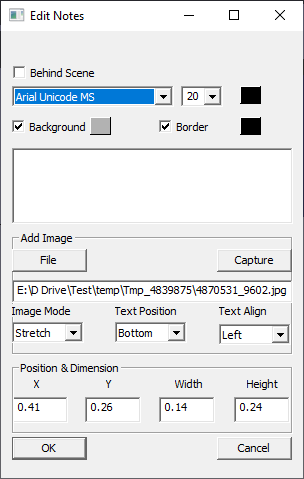 Edit Notes
Behind Scene
Arial Unicode MS 20
Background Border
Add Image
File Capture
E:\D Drive\Test\temp\Tmp_4839875\4870531_9602.jpg
Image Mode Text Position Text Align
Stretch Bottom Left
Position & Dimension
X Y Width Height
0.41 0.26 0.14 0.24
OK Cancel